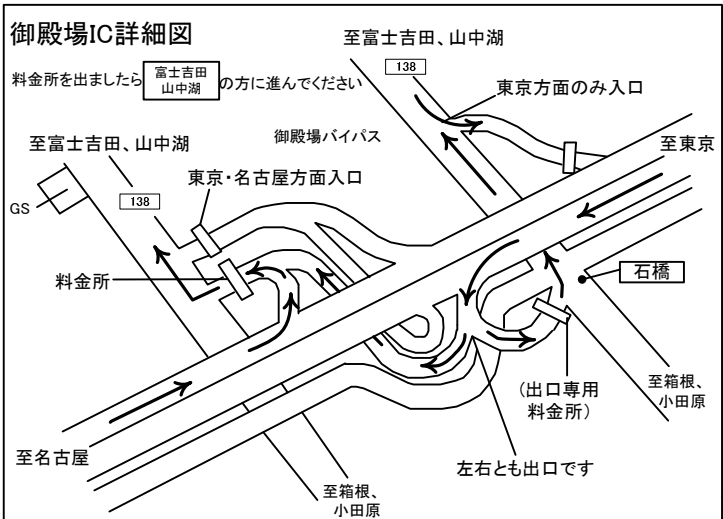 御殿場IC詳細図
料金所を出ましたら 富士吉田 山中湖 の方に進んでください
至富士吉田、山中湖
138
東京方面のみ入口
御殿場バイパス
至東京
至富士吉田、山中湖
138
東京・名古屋方面入口
GS
料金所
石橋
(出口専用
料金所)
至箱根、
小田原
至名古屋
左右とも出口です
至箱根、
小田原